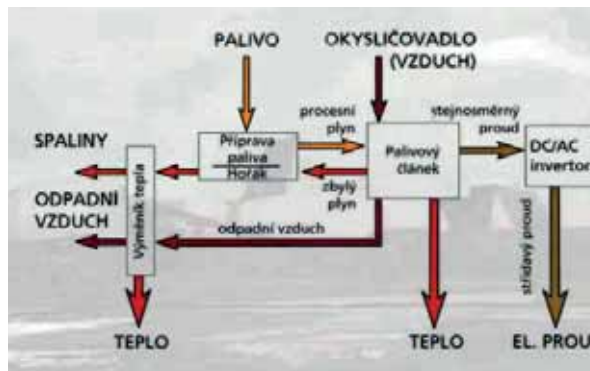 PALIVO
OKYSLIČOVADLO
(VZDUCH)
procesní
plyn
stejnosměrný
proud
SPALINY
Příprava
paliva
Hořák
Palivový
článek
DC/AC
invertor
zbylý
plyn
ODPADNÍ
VZDUCH
Výměník tepla
odpadní vzduch
střídavý proud
TEPLO
TEPLO
EL. PROU